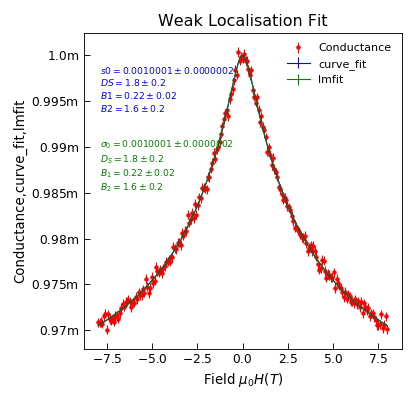 Weak Localisation Fit
Conductance
curve_fit
lmfit
s0 = 0.0010001 ± 0.0000002
DS = 1.8 ± 0.2
B1 = 0.22 ± 0.02
B2 = 1.6 ± 0.2
σ₀ = 0.0010001 ± 0.0000002
D_S = 1.8 ± 0.2
B₁ = 0.22 ± 0.02
B₂ = 1.6 ± 0.2
Conductance,curve_fit,lmfit
1.0m
0.995m
0.99m
0.985m
0.98m
0.975m
0.97m
−7.5 −5.0 −2.5 0.0 2.5 5.0 7.5
Field μ₀H(T)